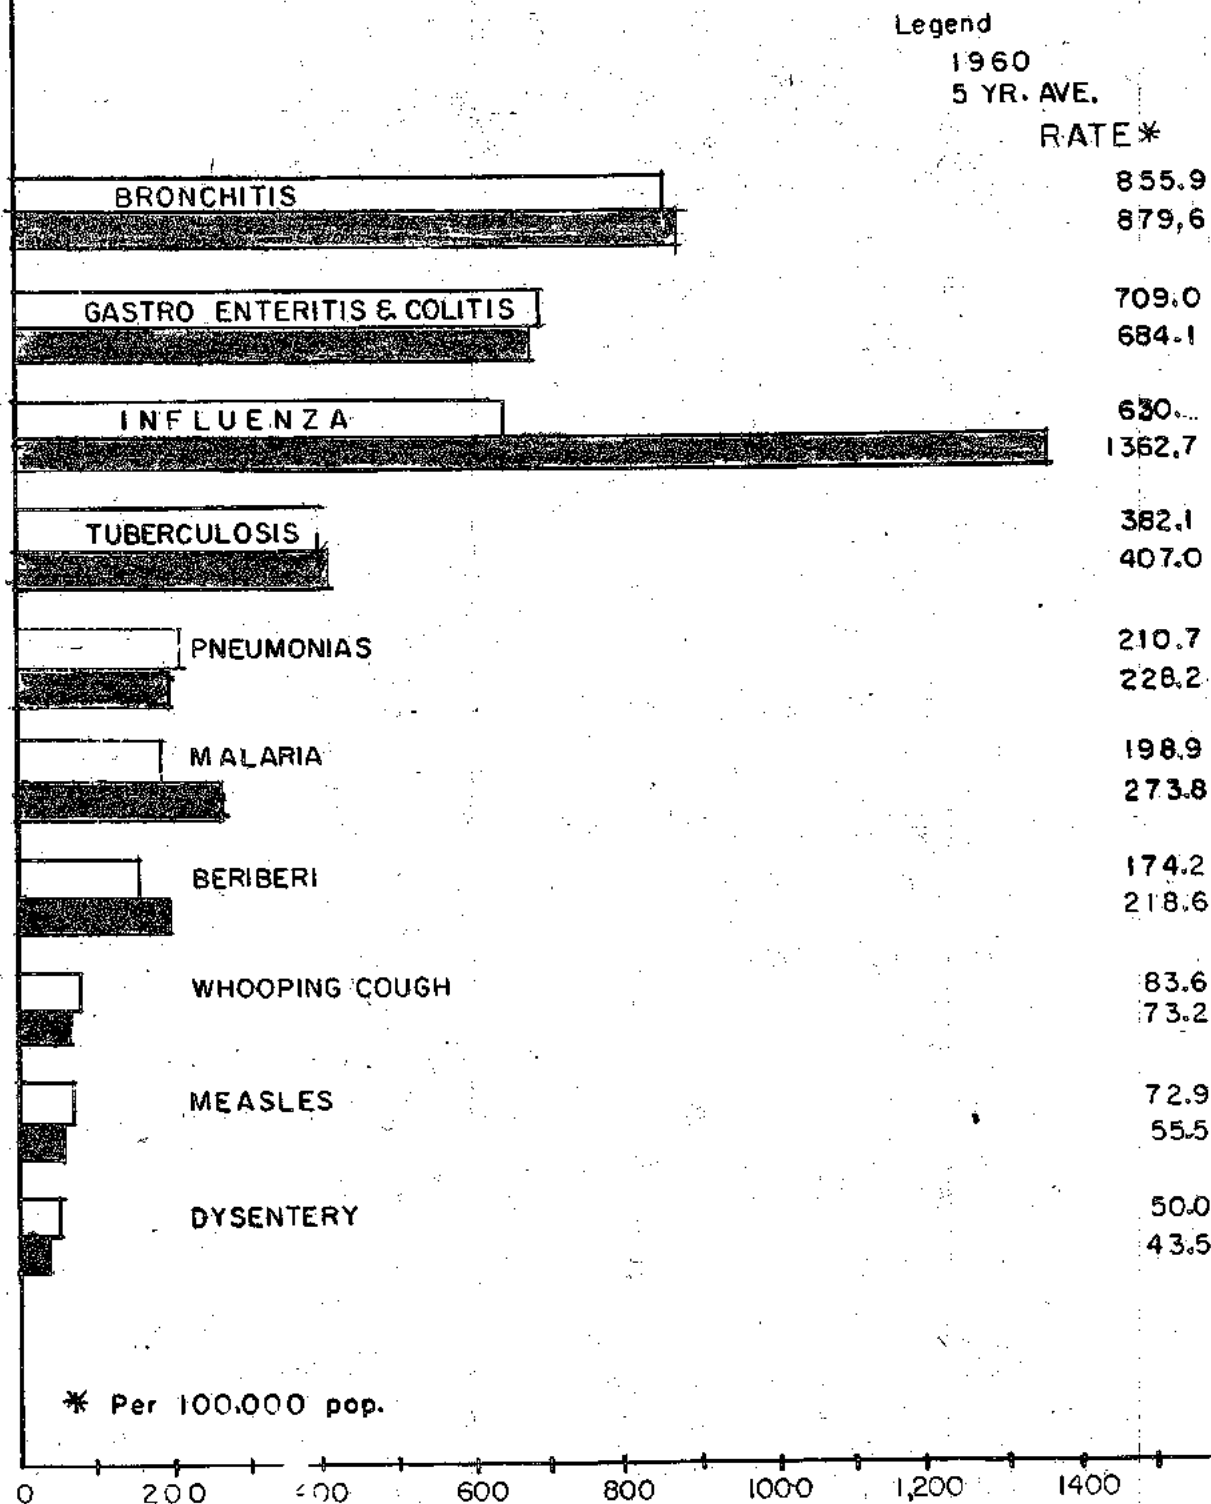 Legend
1960
5 YR. AVE.
RATE*
BRONCHITIS 855.9
879,6
GASTRO ENTERITIS & COLITIS 709.0
684.1
INFLUENZA 630....
1362.7
TUBERCULOSIS 382.1
407.0
PNEUMONIAS 210.7
228.2
MALARIA 198.9
273.8
BERIBERI 174.2
218.6
WHOOPING COUGH 83.6
73.2
MEASLES 72.9
55.5
DYSENTERY 50.0
43.5
* Per 100.000 pop.
0 200 400 600 800 1000 1,200 1400